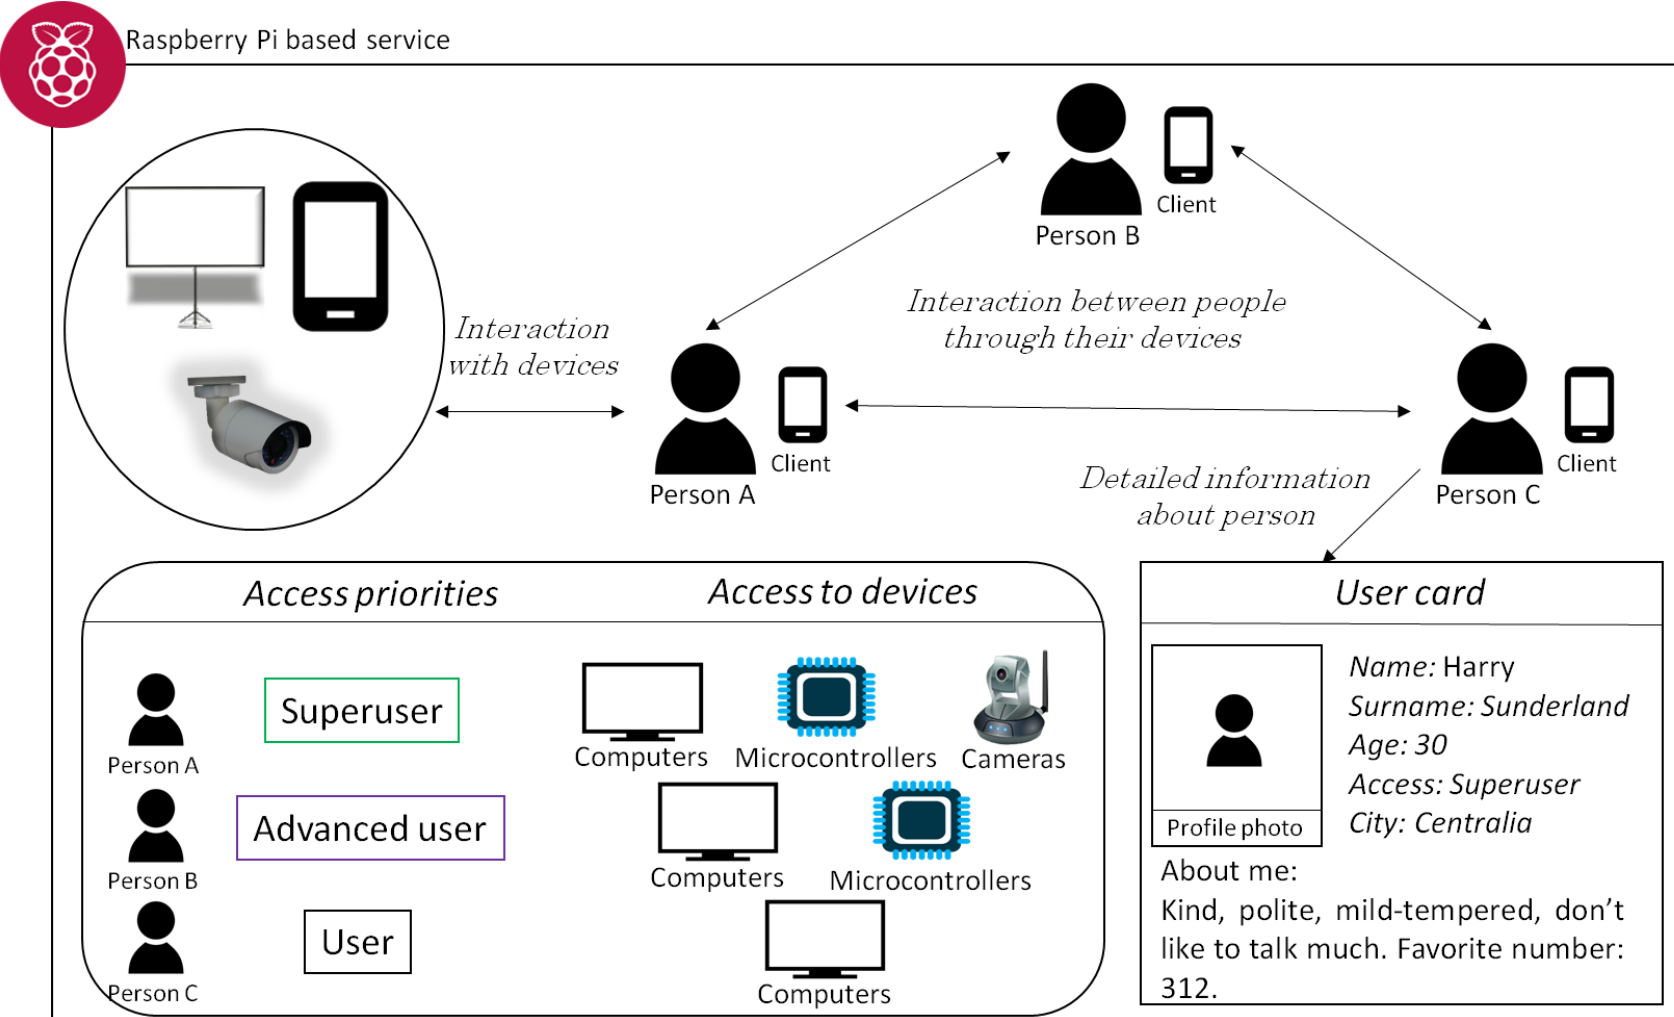 Raspberry Pi based service
Client
Person B
Interaction between people
through their devices
Interaction
with devices
Client
Person A
Client
Person C
Detailed information
about person
Access priorities
Access to devices
Person A
Superuser
Computers
Microcontrollers
Cameras
Person B
Advanced user
Computers
Microcontrollers
Person C
User
Computers
User card
Profile photo
Name: Harry
Surname: Sunderland
Age: 30
Access: Superuser
City: Centralia
About me:
Kind, polite, mild-tempered, don’t
like to talk much. Favorite number:
312.